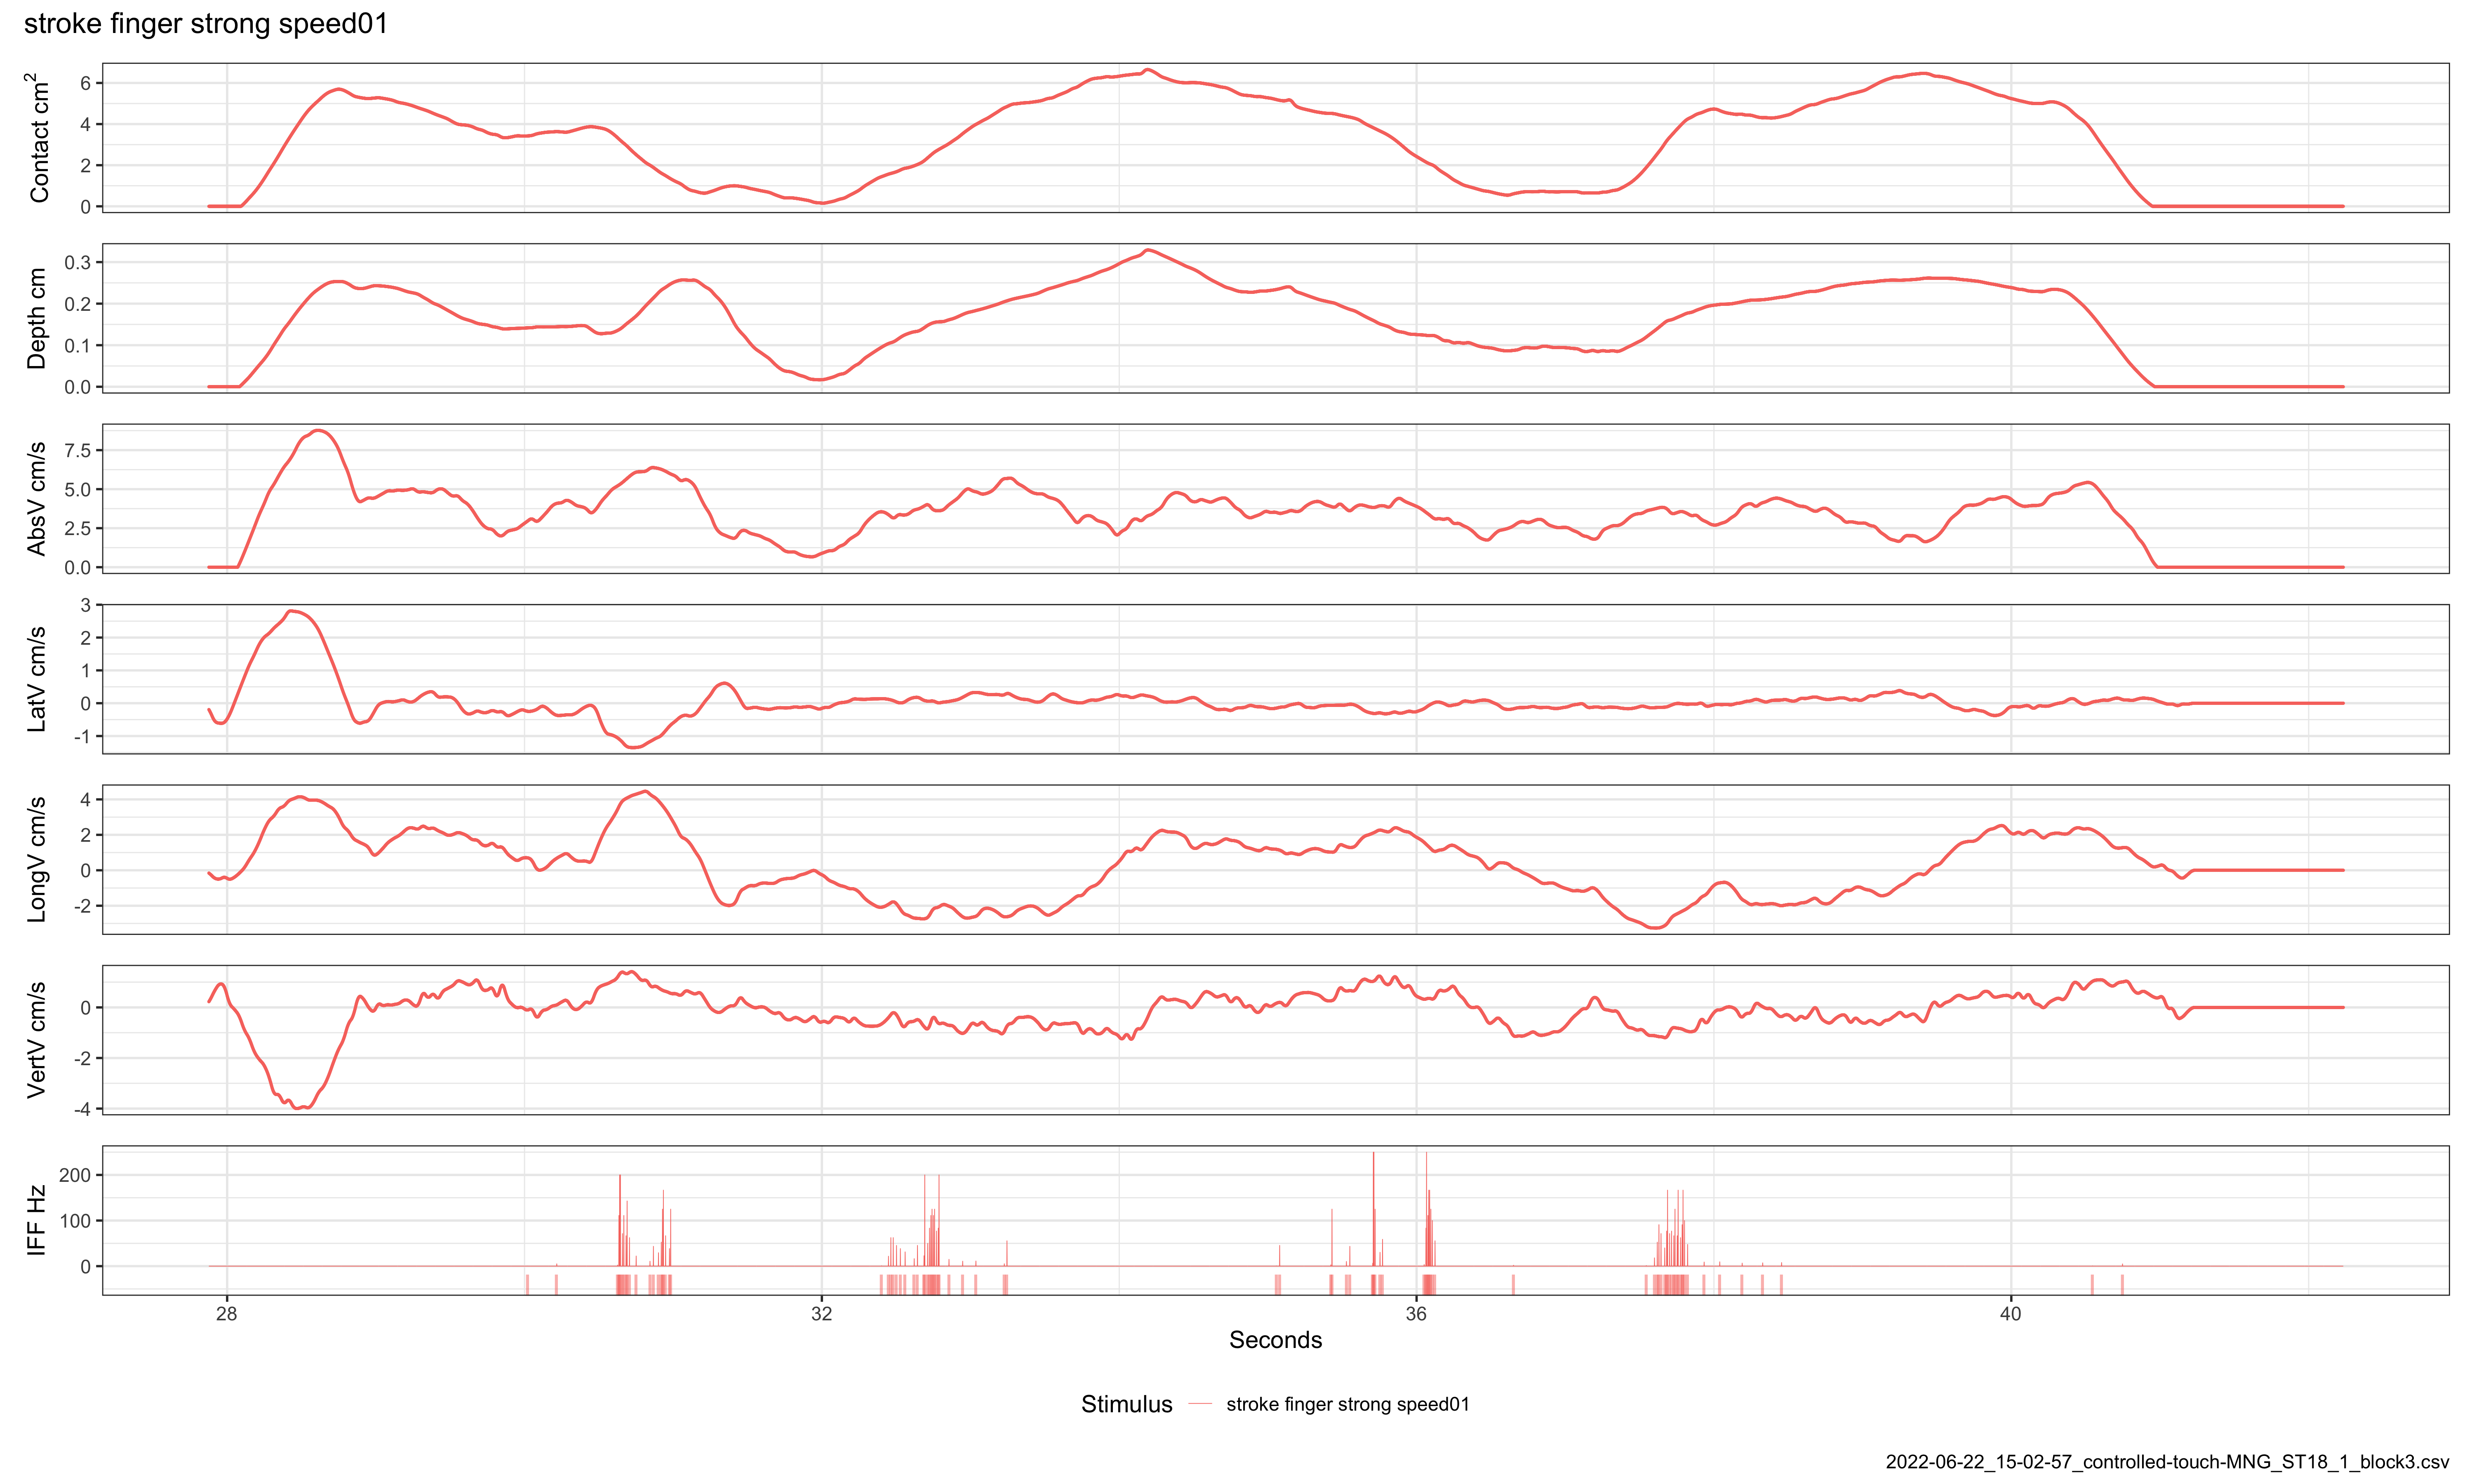 stroke finger strong speed01
Contact cm²
6
4
2
0
Depth cm
0.3
0.2
0.1
0.0
AbsV cm/s
7.5
5.0
2.5
0.0
LatV cm/s
3
2
1
0
-1
LongV cm/s
4
2
0
-2
VertV cm/s
0
-2
-4
IFF Hz
200
100
0
28 32 36 40
Seconds
Stimulus stroke finger strong speed01
2022-06-22_15-02-57_controlled-touch-MNG_ST18_1_block3.csv